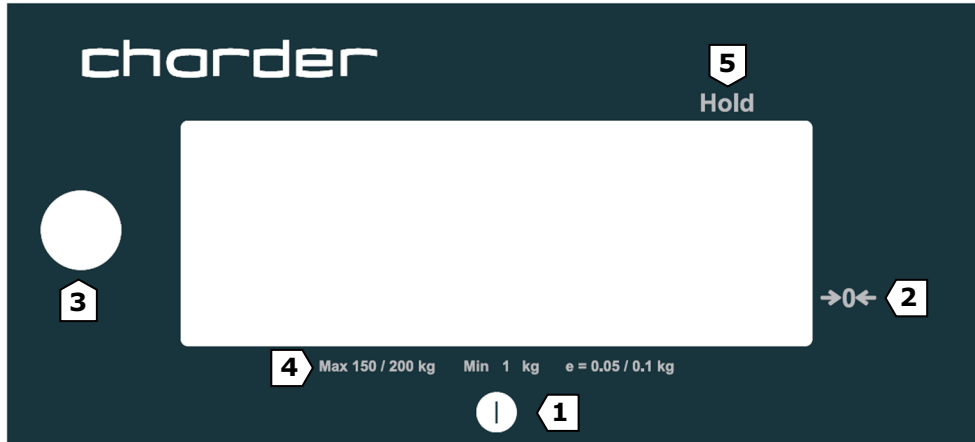 charder
5
Hold
3
→0← 2
4 Max 150 / 200 kg Min 1 kg e = 0.05 / 0.1 kg
| 1